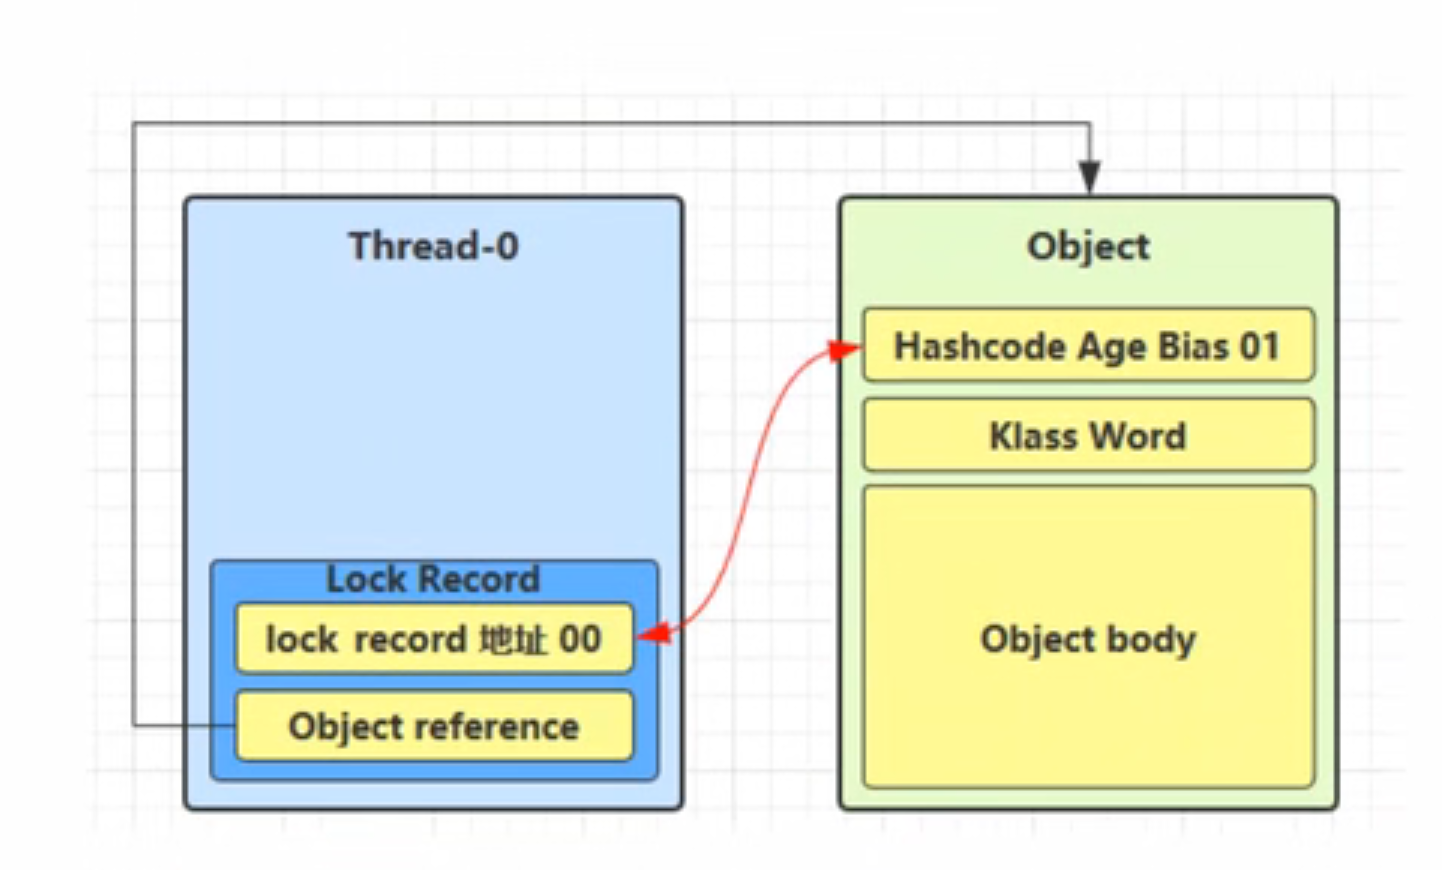 Thread-0
Lock Record
lock record 地址 00
Object reference
Object
Hashcode Age Bias 01
Klass Word
Object body